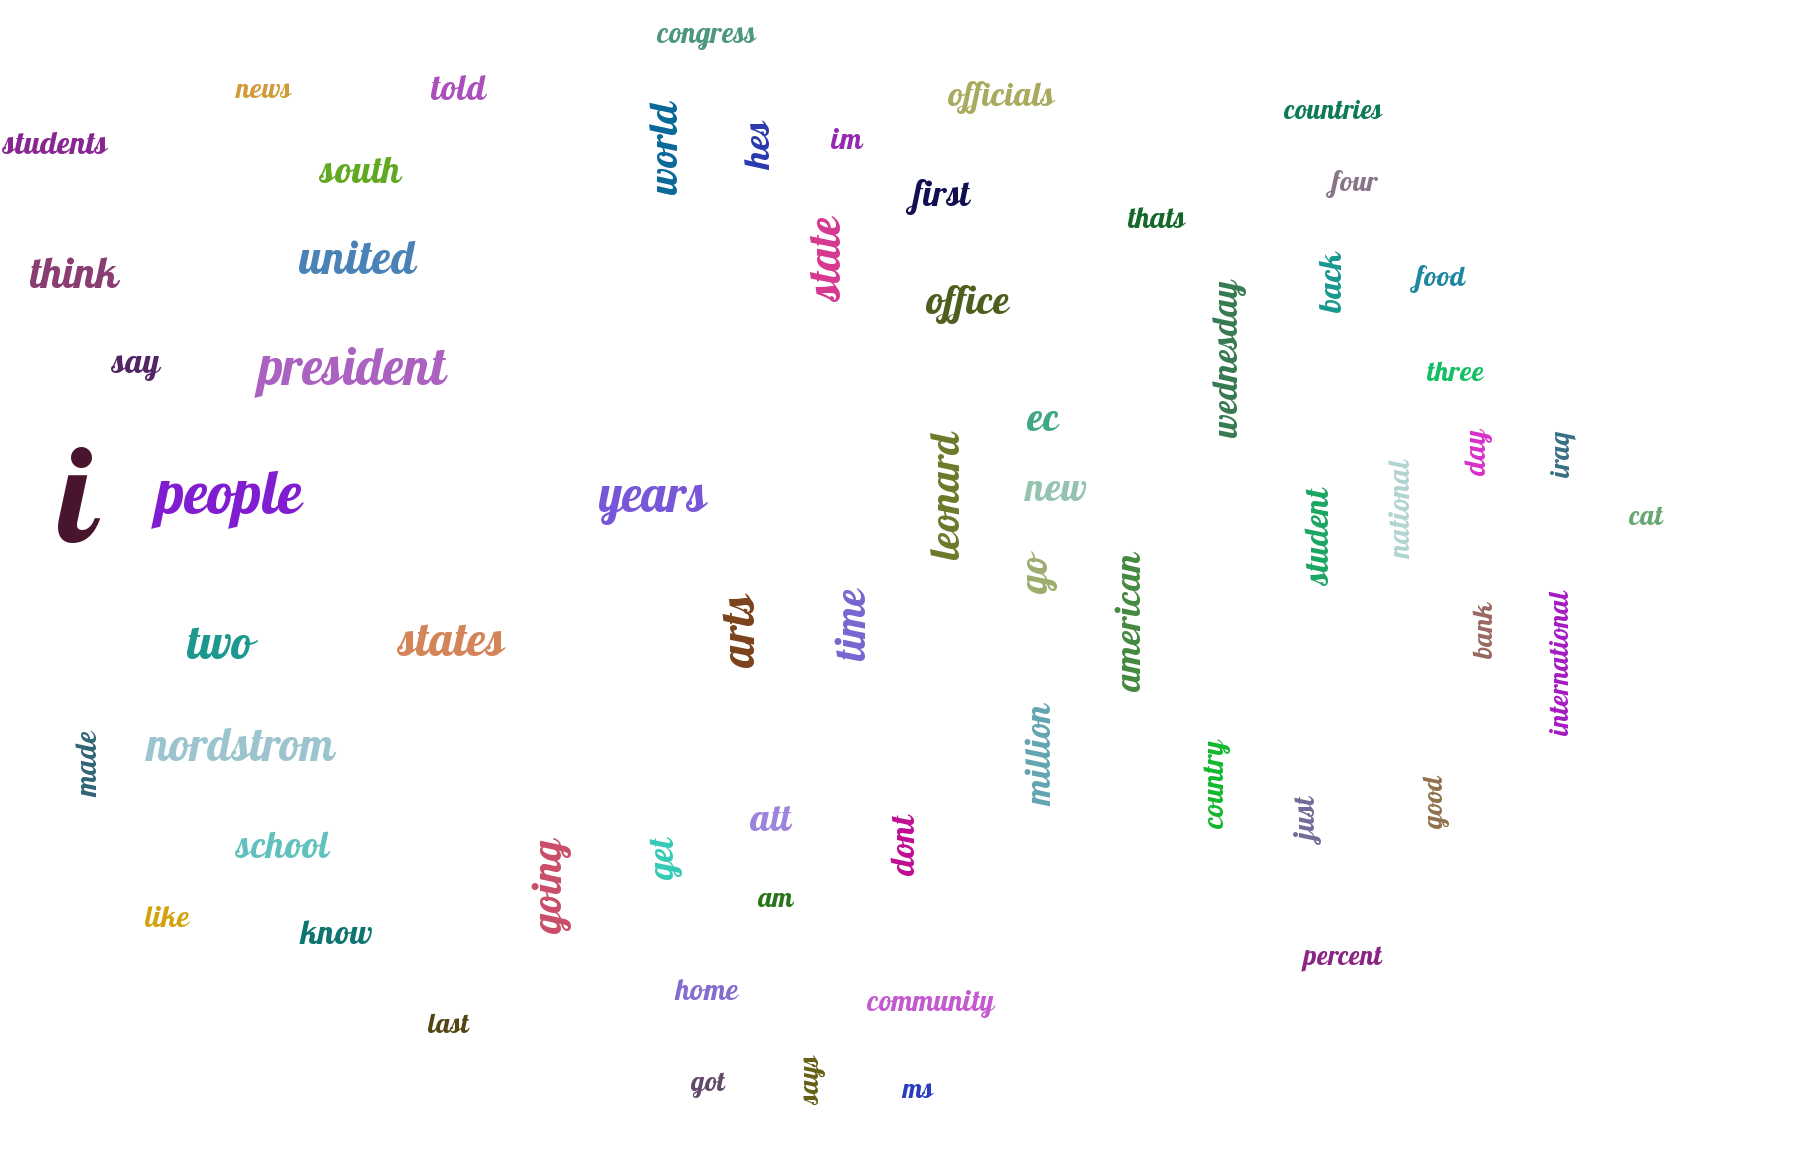 congress
news
told
officials
countries
students
south
world
hes
im
first
four
thats
think
united
state
office
back
food
wednesday
say
president
three
i
people
years
leonard
ec
new
go
american
student
national
day
iraq
cat
two
states
arts
time
bank
international
made
nordstrom
million
country
just
good
school
going
get
att
dont
am
like
know
percent
home
community
last
got
says
ms